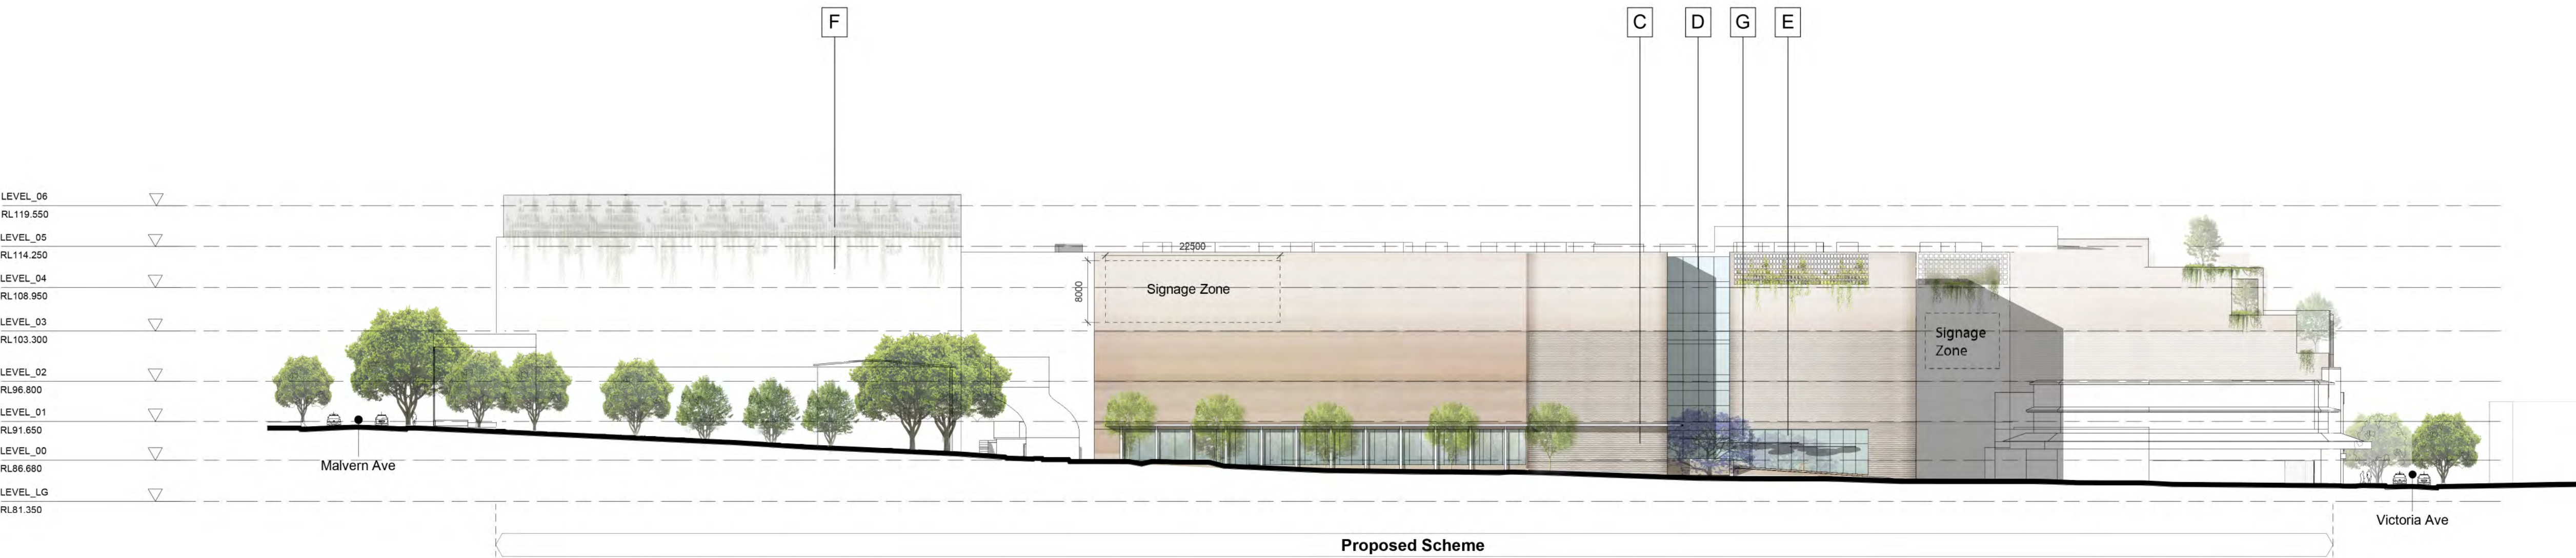 F
C
D
G
E
LEVEL_06
RL119.550
LEVEL_05
RL114.250
LEVEL_04
RL108.950
LEVEL_03
RL103.300
LEVEL_02
RL96.800
LEVEL_01
RL91.650
LEVEL_00
RL86.680
LEVEL_LG
RL81.350
22500
8000
Signage Zone
Signage
Zone
Malvern Ave
Victoria Ave
Proposed Scheme